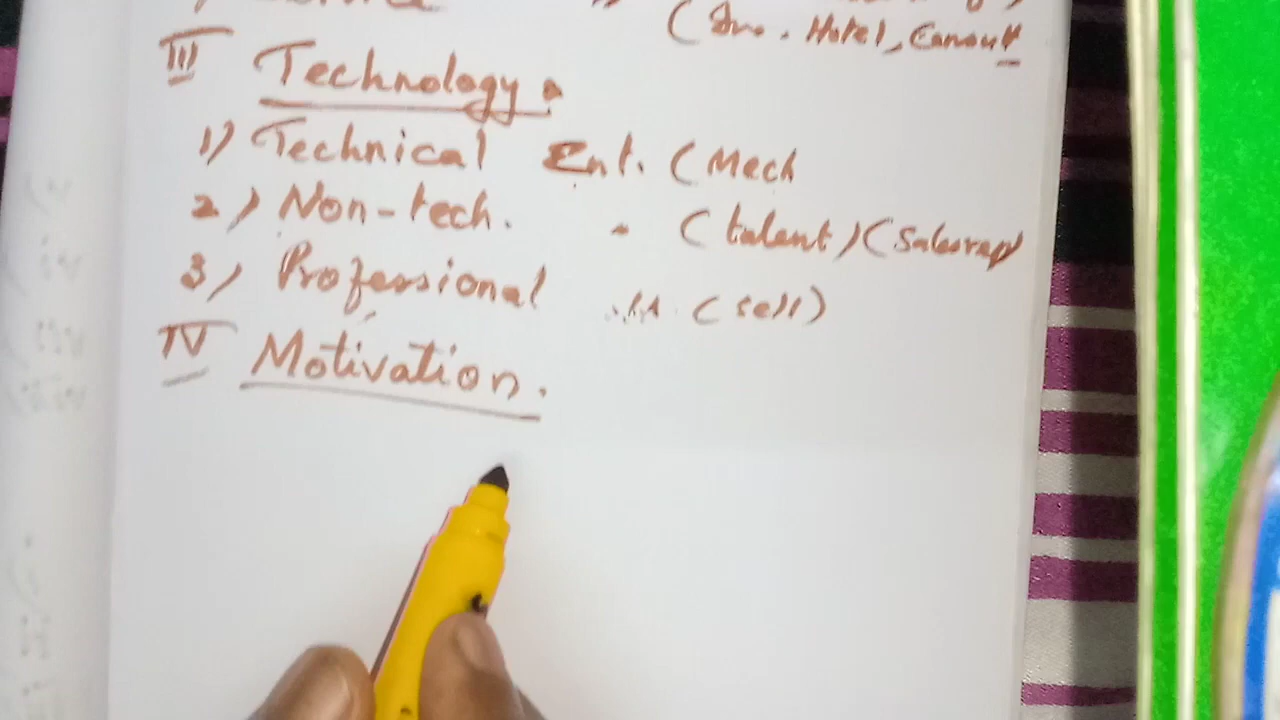 (Ins. Hotel, Consult
III Technology
1) Technical Ent. (Mech
2) Non-tech. " (talent) (Salesrep)
3) Professional (sell)
IV Motivation.